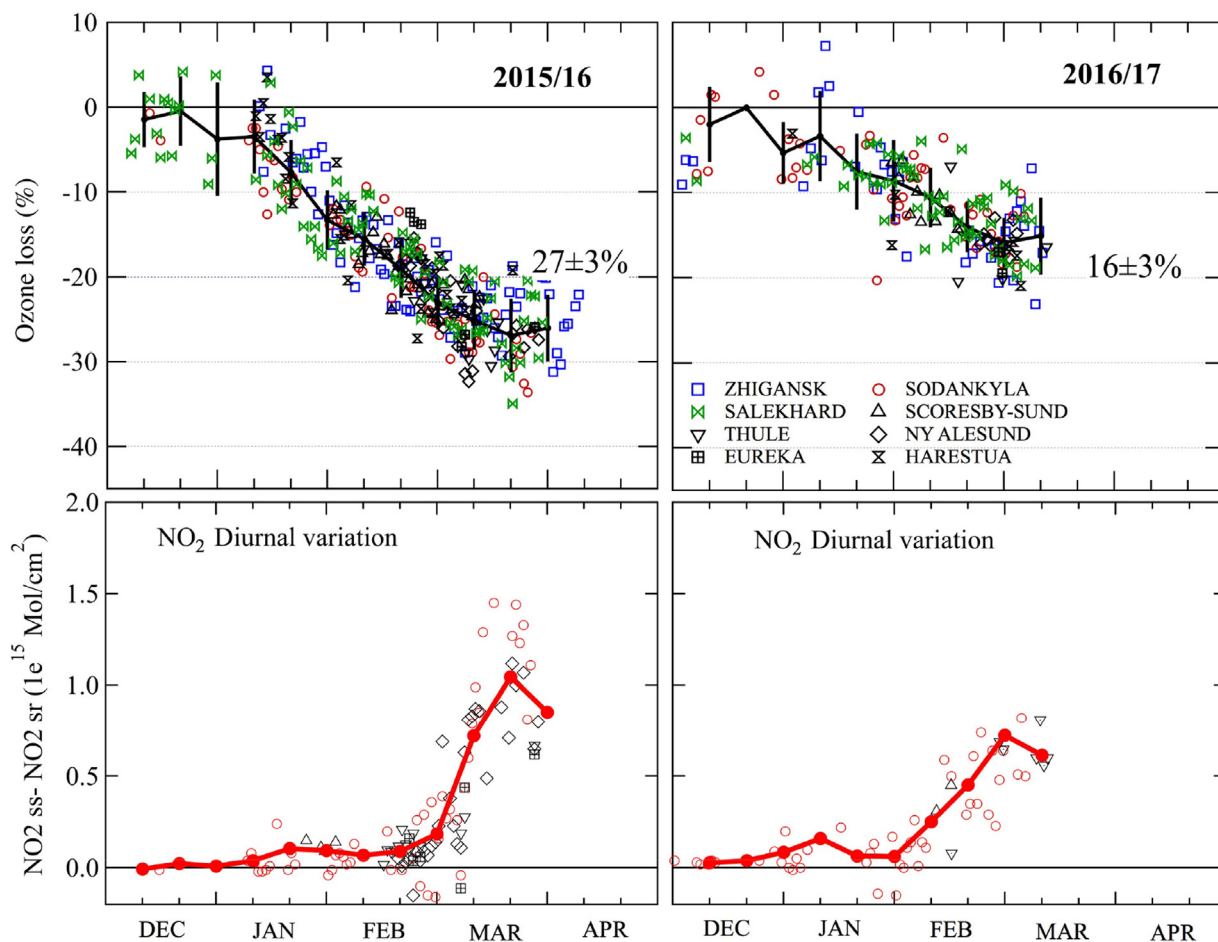 10
0
-10
-20
-30
-40
Ozone loss (%)
2015/16
27±3%
2016/17
16±3%
ZHIGANSK
SODANKYLA
SALEKHARD
SCORESBY-SUND
THULE
NY ALESUND
EUREKA
HARESTUA
2.0
1.5
1.0
0.5
0.0
NO2 ss- NO2 sr (1e¹⁵ Mol/cm²)
NO₂ Diurnal variation
NO₂ Diurnal variation
DEC JAN FEB MAR APR
DEC JAN FEB MAR APR